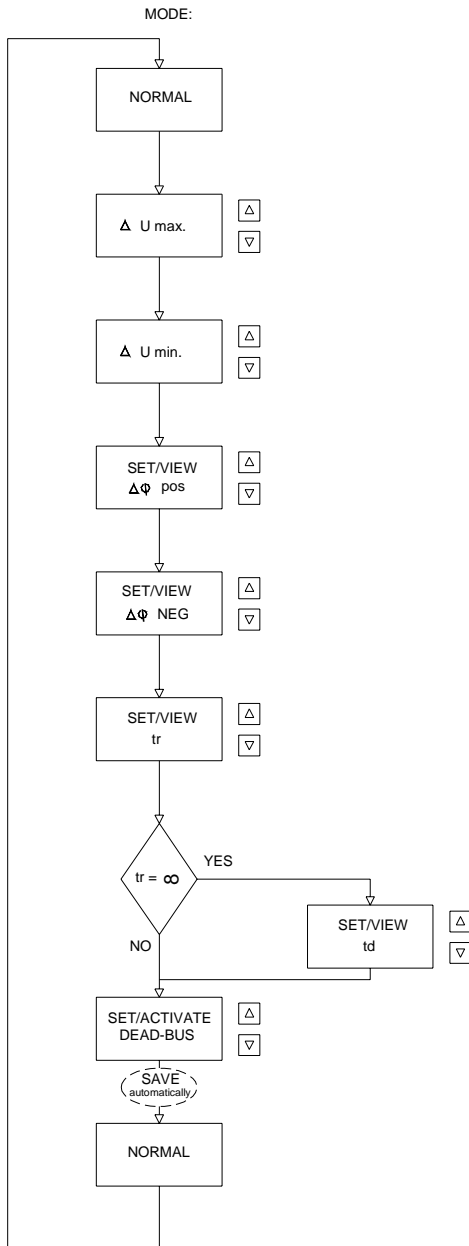 MODE:
NORMAL
Δ U max.
Δ U min.
SET/VIEW
Δφ pos
SET/VIEW
Δφ NEG
SET/VIEW
tr
tr = ∞
YES
NO
SET/VIEW
td
SET/ACTIVATE
DEAD-BUS
SAVE
automatically
NORMAL